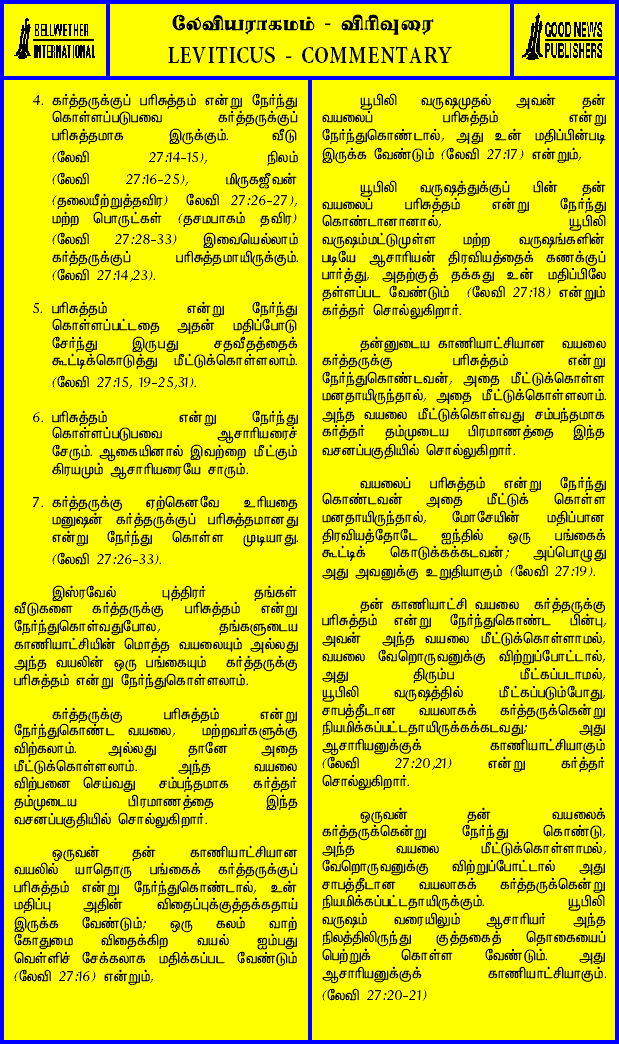 BELLWETHER
INTERNATIONAL
லேவியராகமம் - விரிவுரை
LEVITICUS - COMMENTARY
GOOD NEWS
PUBLISHERS
4. கர்த்தருக்குப் பரிசுத்தம் என்று நேர்ந்து
கொள்ளப்படுபவை கர்த்தருக்குப்
பரிசுத்தமாக இருக்கும். வீடு
(லேவி 27:14-15), நிலம்
(லேவி 27:16-25), மிருகஜீவன்
(தலையீற்றுத்தவிர) லேவி 27:26-27),
மற்ற பொருட்கள் (தசமபாகம் தவிர)
(லேவி 27:28-33) இவையெல்லாம்
கர்த்தருக்குப் பரிசுத்தமாயிருக்கும்.
(லேவி 27:14,23).
5. பரிசுத்தம் என்று நேர்ந்து
கொள்ளப்பட்டதை அதன் மதிப்போடு
சேர்ந்து இருபது சதவீதத்தைக்
கூட்டிக்கொடுத்து மீட்டுக்கொள்ளலாம்.
(லேவி 27:15, 19-25,31).
6. பரிசுத்தம் என்று நேர்ந்து
கொள்ளப்படுபவை ஆசாரியரைச்
சேரும். ஆகையினால் இவற்றை மீட்கும்
கிரயமும் ஆசாரியரையே சாரும்.
7. கர்த்தருக்கு ஏற்கெனவே உரியதை
மனுஷன் கர்த்தருக்குப் பரிசுத்தமானது
என்று நேர்ந்து கொள்ள முடியாது.
(லேவி 27:26-33).
இஸ்ரவேல் புத்திரர் தங்கள்
வீடுகளை கர்த்தருக்கு பரிசுத்தம் என்று
நேர்ந்துகொள்வதுபோல, தங்களுடைய
காணியாட்சியின் மொத்த வயலையும் அல்லது
அந்த வயலின் ஒரு பங்கையும் கர்த்தருக்கு
பரிசுத்தம் என்று நேர்ந்துகொள்ளலாம்.
கர்த்தருக்கு பரிசுத்தம் என்று
நேர்ந்துகொண்ட வயலை, மற்றவர்களுக்கு
விற்கலாம். அல்லது தானே அதை
மீட்டுக்கொள்ளலாம். அந்த வயலை
விற்பனை செய்வது சம்பந்தமாக கர்த்தர்
தம்முடைய பிரமாணத்தை இந்த
வசனப்பகுதியில் சொல்லுகிறார்.
ஒருவன் தன் காணியாட்சியான
வயலில் யாதொரு பங்கைக் கர்த்தருக்குப்
பரிசுத்தம் என்று நேர்ந்துகொண்டால், உன்
மதிப்பு அதின் விதைப்புக்குத்தக்கதாய்
இருக்க வேண்டும்; ஒரு கலம் வாற்
கோதுமை விதைக்கிற வயல் ஐம்பது
வெள்ளிச் சேக்கலாக மதிக்கப்பட வேண்டும்
(லேவி 27:16) என்றும்,
யூபிலி வருஷமுதல் அவன் தன்
வயலைப் பரிசுத்தம் என்று
நேர்ந்துகொண்டால், அது உன் மதிப்பின்படி
இருக்க வேண்டும் (லேவி 27:17) என்றும்,
யூபிலி வருஷத்துக்குப் பின் தன்
வயலைப் பரிசுத்தம் என்று நேர்ந்து
கொண்டானானால், யூபிலி
வருஷம்மட்டுமுள்ள மற்ற வருஷங்களின்
படியே ஆசாரியன் திரவியத்தைக் கணக்குப்
பார்த்து, அதற்குத் தக்கது உன் மதிப்பிலே
தள்ளப்பட வேண்டும் (லேவி 27:18) என்றும்
கர்த்தர் சொல்லுகிறார்.
தன்னுடைய காணியாட்சியான வயலை
கர்த்தருக்கு பரிசுத்தம் என்று
நேர்ந்துகொண்டவன், அதை மீட்டுக்கொள்ள
மனதாயிருந்தால், அதை மீட்டுக்கொள்ளலாம்.
அந்த வயலை மீட்டுக்கொள்வது சம்பந்தமாக
கர்த்தர் தம்முடைய பிரமாணத்தை இந்த
வசனப்பகுதியில் சொல்லுகிறார்.
வயலைப் பரிசுத்தம் என்று நேர்ந்து
கொண்டவன் அதை மீட்டுக் கொள்ள
மனதாயிருந்தால், மோசேயின் மதிப்பான
திரவியத்தோடே ஐந்தில் ஒரு பங்கைக்
கூட்டிக் கொடுக்கக்கடவன்; அப்பொழுது
அது அவனுக்கு உறுதியாகும் (லேவி 27:19).
தன் காணியாட்சி வயலை கர்த்தருக்கு
பரிசுத்தம் என்று நேர்ந்துகொண்ட பின்பு,
அவன் அந்த வயலை மீட்டுக்கொள்ளாமல்,
வயலை வேறொருவனுக்கு விற்றுப்போட்டால்,
அது திரும்ப மீட்கப்படாமல்,
யூபிலி வருஷத்தில் மீட்கப்படும்போது,
சாபத்தீடான வயலாகக் கர்த்தருக்கென்று
நியமிக்கப்பட்டதாயிருக்கக்கடவது; அது
ஆசாரியனுக்குக் காணியாட்சியாகும்
(லேவி 27:20,21) என்று கர்த்தர்
சொல்லுகிறார்.
ஒருவன் தன் வயலைக்
கர்த்தருக்கென்று நேர்ந்து கொண்டு,
அந்த வயலை மீட்டுக்கொள்ளாமல்,
வேறொருவனுக்கு விற்றுப்போட்டால் அது
சாபத்தீடான வயலாகக் கர்த்தருக்கென்று
நியமிக்கப்பட்டதாயிருக்கும். யூபிலி
வருஷம் வரையிலும் ஆசாரியர் அந்த
நிலத்திலிருந்து குத்தகைத் தொகையைப்
பெற்றுக் கொள்ள வேண்டும். அது
ஆசாரியனுக்குக் காணியாட்சியாகும்.
(லேவி 27:20-21)